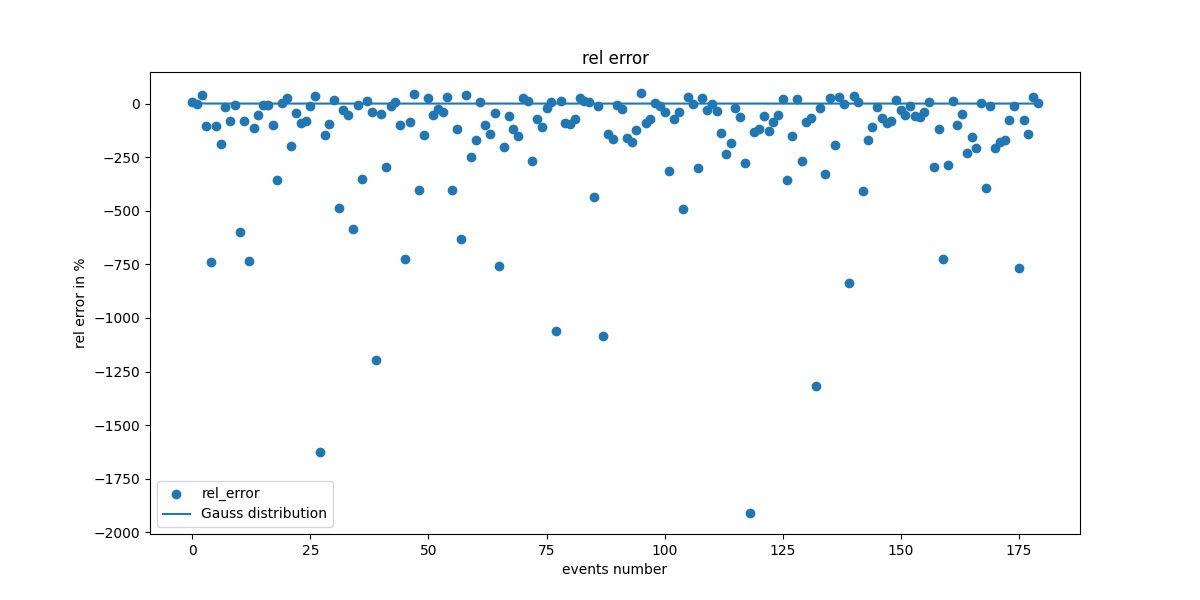 rel error
0
−250
−500
−750
−1000
−1250
−1500
−1750
−2000
rel error in %
rel_error
Gauss distribution
0 25 50 75 100 125 150 175
events number